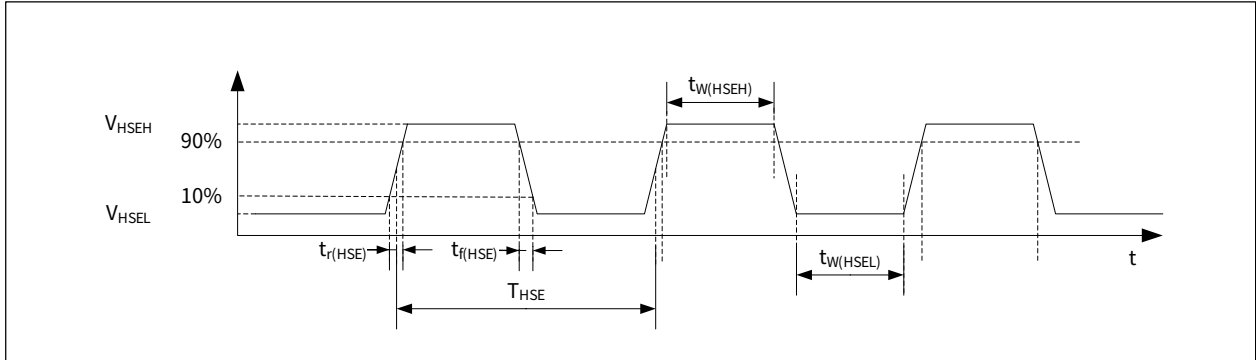 tW(HSEH)
VHSEH
90%
10%
VHSEL
tr(HSE)
tf(HSE)
tW(HSEL)
t
THSE